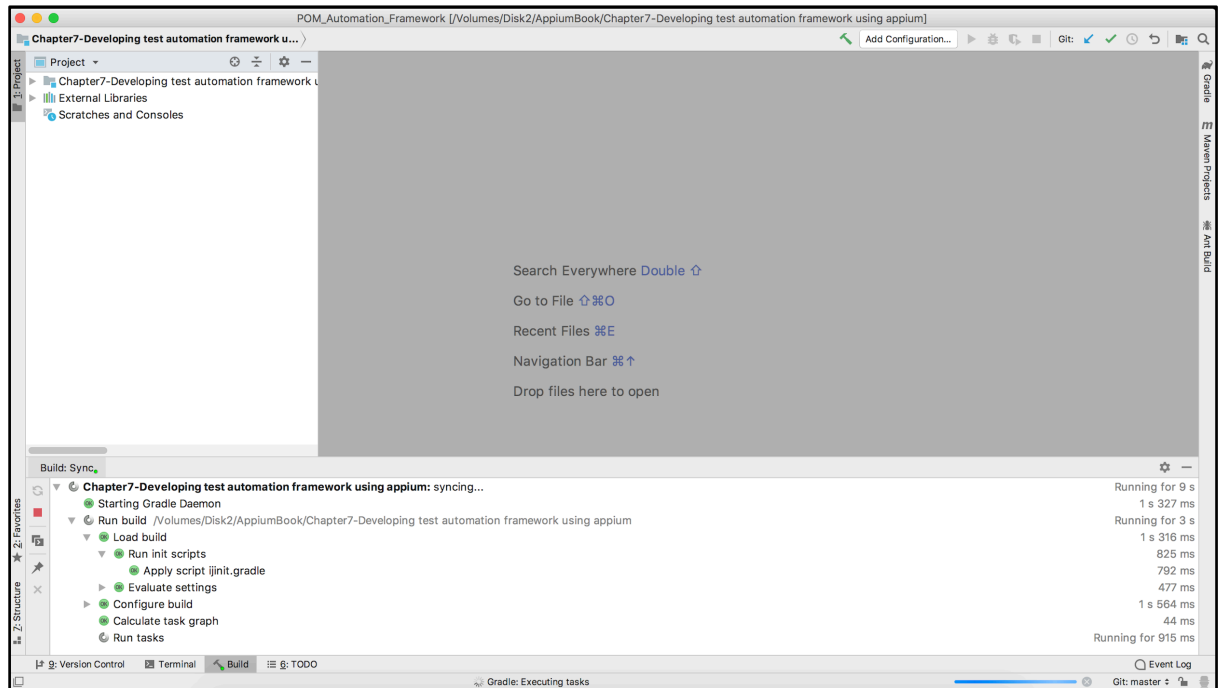 POM_Automation_Framework [/Volumes/Disk2/AppiumBook/Chapter7-Developing test automation framework using appium]
Chapter7-Developing test automation framework u...
Add Configuration...
Git:
1: Project
Project
Chapter7-Developing test automation framework u
External Libraries
Scratches and Consoles
Gradle
m Maven Projects
Ant Build
Search Everywhere Double ⇧
Go to File ⇧⌘O
Recent Files ⌘E
Navigation Bar ⌘↑
Drop files here to open
Build: Sync
Chapter7-Developing test automation framework using appium: syncing... Running for 9 s
Starting Gradle Daemon 1 s 327 ms
Run build /Volumes/Disk2/AppiumBook/Chapter7-Developing test automation framework using appium Running for 3 s
Load build 1 s 316 ms
Run init scripts 825 ms
Apply script ijinit.gradle 792 ms
Evaluate settings 477 ms
Configure build 1 s 564 ms
Calculate task graph 44 ms
Run tasks Running for 915 ms
2: Favorites
7: Structure
9: Version Control
Terminal
Build
6: TODO
Event Log
Gradle: Executing tasks
Git: master